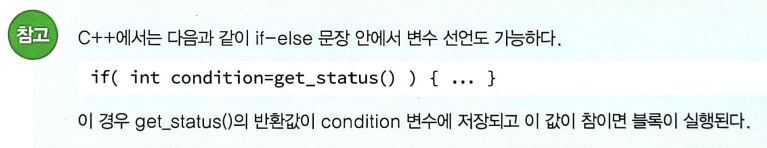 참고
C++에서는 다음과 같이 if-else 문장 안에서 변수 선언도 가능하다.
if( int condition=get_status() ) { ... }
이 경우 get_status()의 반환값이 condition 변수에 저장되고 이 값이 참이면 블록이 실행된다.